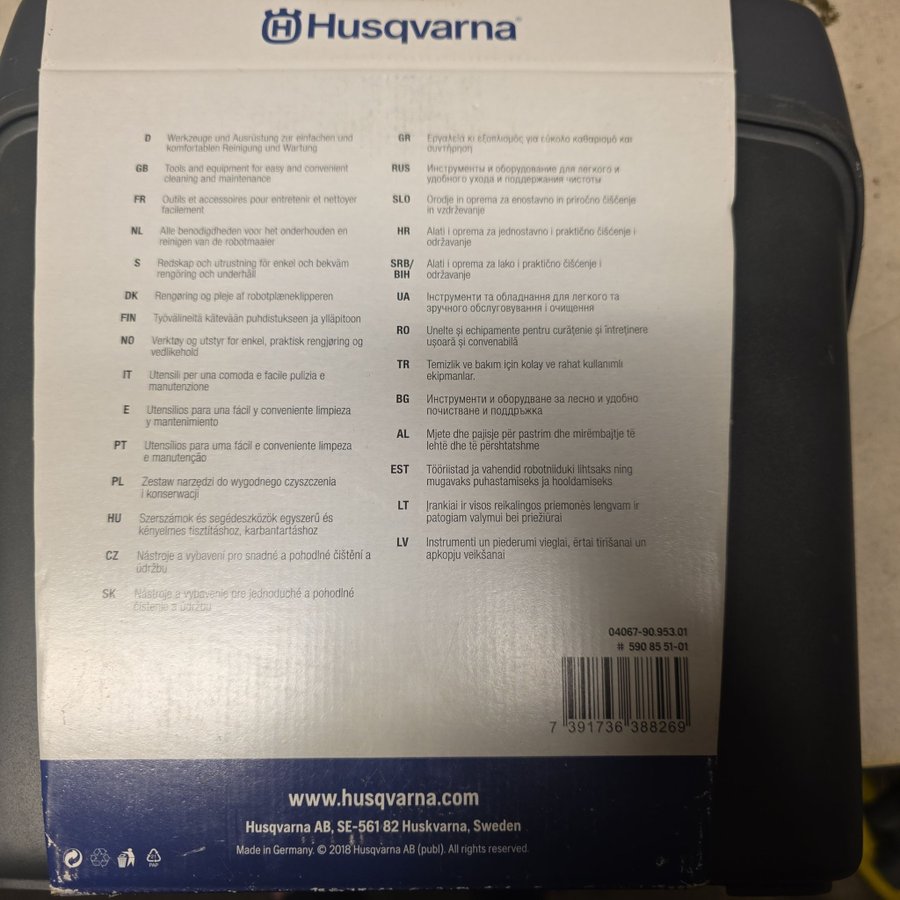 Husqvarna
D Werkzeuge und Ausrüstung zur einfachen und
komfortablen Reinigung und Wartung
GB Tools and equipment for easy and convenient
cleaning and maintenance
FR Outils et accessoires pour entretenir et nettoyer
facilement
NL Alle benodigdheden voor het onderhouden en
reinigen van de robotmaaier
S Redskap och utrustning för enkel och bekväm
rengöring och underhåll
DK Rengøring og pleje af robotplæneklipperen
FIN Työvälineitä kätevään puhdistukseen ja ylläpitoon
NO Verktøy og utstyr for enkel, praktisk rengjøring og
vedlikehold
IT Utensili per una comoda e facile pulizia e
manutenzione
E Utensilios para una fácil y conveniente limpieza
y mantenimiento
PT Utensílios para uma fácil e conveniente limpeza
e manutenção
PL Zestaw narzędzi do wygodnego czyszczenia
i konserwacji
HU Szerszámok és segédeszközök egyszerű és
kényelmes tisztításhoz, karbantartáshoz
CZ Nástroje a vybavení pro snadné a pohodlné čištění a
údržbu
SK Nástroje a vybavenie pre jednoduché a pohodlné
čistenie a údržbu
GR Εργαλεία κι εξοπλισμός για εύκολο καθαρισμό και
συντήρηση
RUS Инструменты и оборудование для легкого и
удобного ухода и поддержания чистоты
SLO Orodje in oprema za enostavno in priročno čiščenje
in vzdrževanje
HR Alati i oprema za jednostavno i praktično čišćenje i
održavanje
SRB/ Alati i oprema za lako i praktično čišćenje i
BIH održavanje
UA Інструменти та обладнання для легкого та
зручного обслуговування і очищення
RO Unelte și echipamente pentru curățenie și întreținere
ușoară și convenabilă
TR Temizlik ve bakım için kolay ve rahat kullanımlı
ekipmanlar.
BG Инструменти и оборудване за лесно и удобно
почистване и поддръжка
AL Mjete dhe pajisje për pastrim dhe mirëmbajtje të
lehtë dhe të përshtatshme
EST Tööriistad ja vahendid robotniiduki lihtsaks ning
mugavaks puhastamiseks ja hooldamiseks
LT Įrankiai ir visos reikalingos priemonės lengvam ir
patogiam valymui bei priežiūrai
LV Instrumenti un piederumi vieglai, ērtai tīrīšanai un
apkopju veikšanai
04067-90.953.01
# 590 85 51-01
7 391736 388269
www.husqvarna.com
Husqvarna AB, SE-561 82 Huskvarna, Sweden
Made in Germany. © 2018 Husqvarna AB (publ). All rights reserved.
PAP